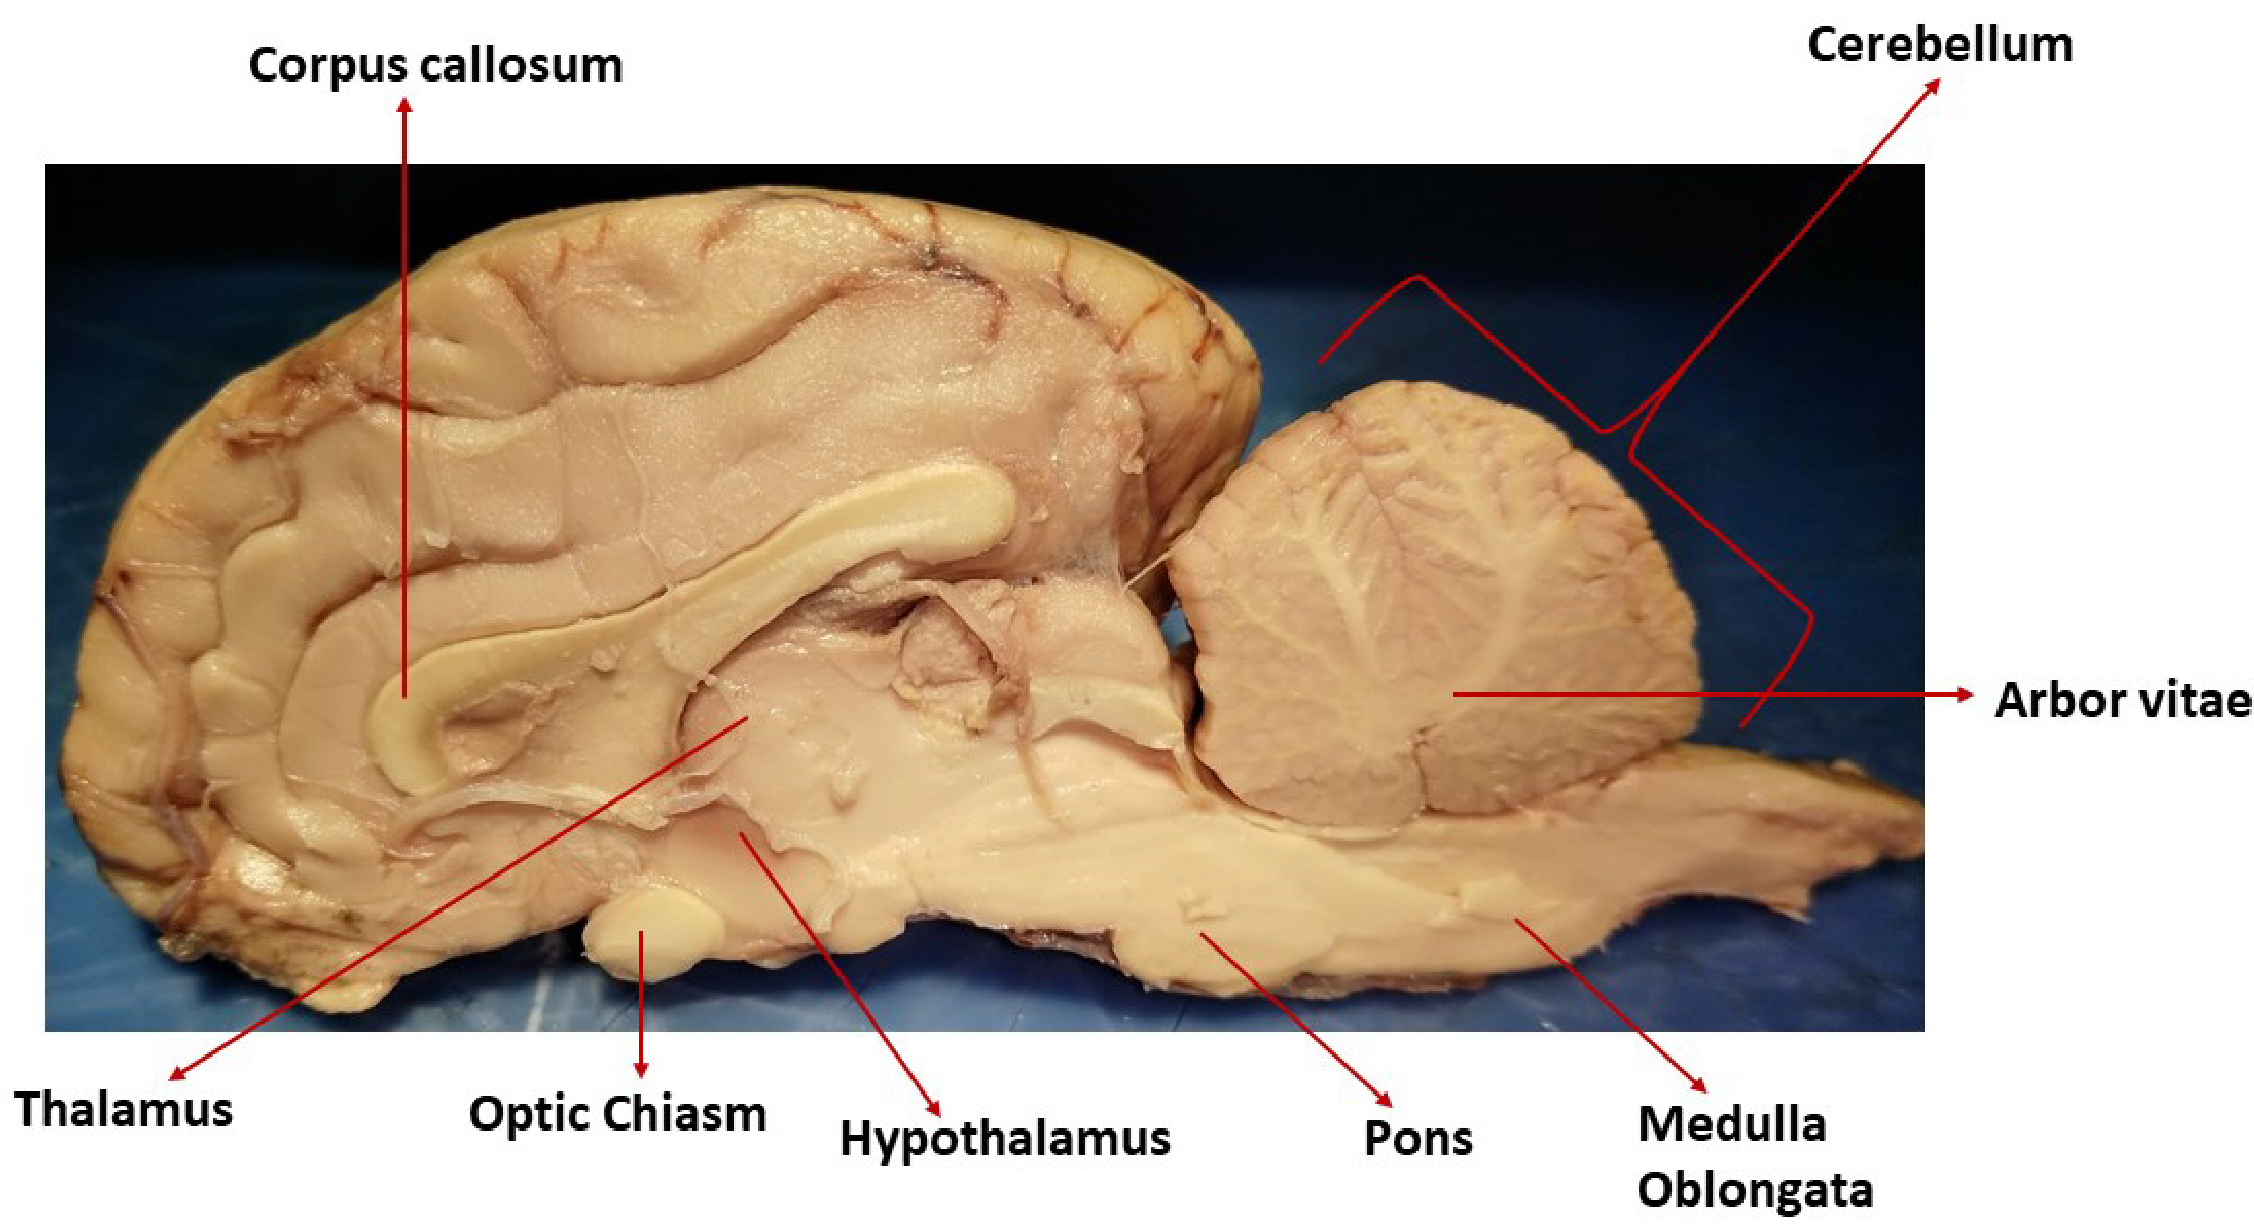 Cerebellum
Corpus callosum
Arbor vitae
Thalamus
Optic Chiasm
Hypothalamus
Pons
Medulla
Oblongata